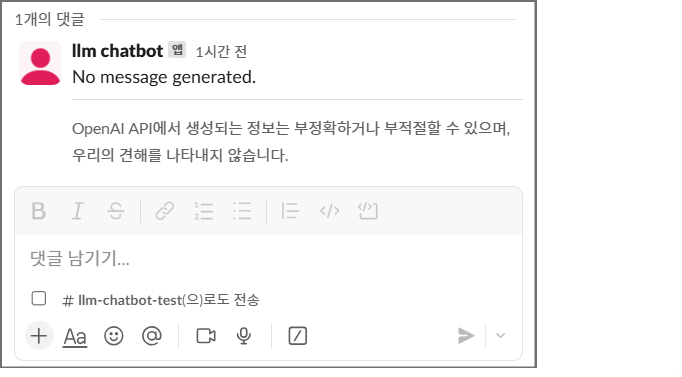 1개의 댓글
llm chatbot 앱 1시간 전
No message generated.
OpenAI API에서 생성되는 정보는 부정확하거나 부적절할 수 있으며,
우리의 견해를 나타내지 않습니다.
B I S
댓글 남기기...
# llm-chatbot-test(으)로도 전송
Aa